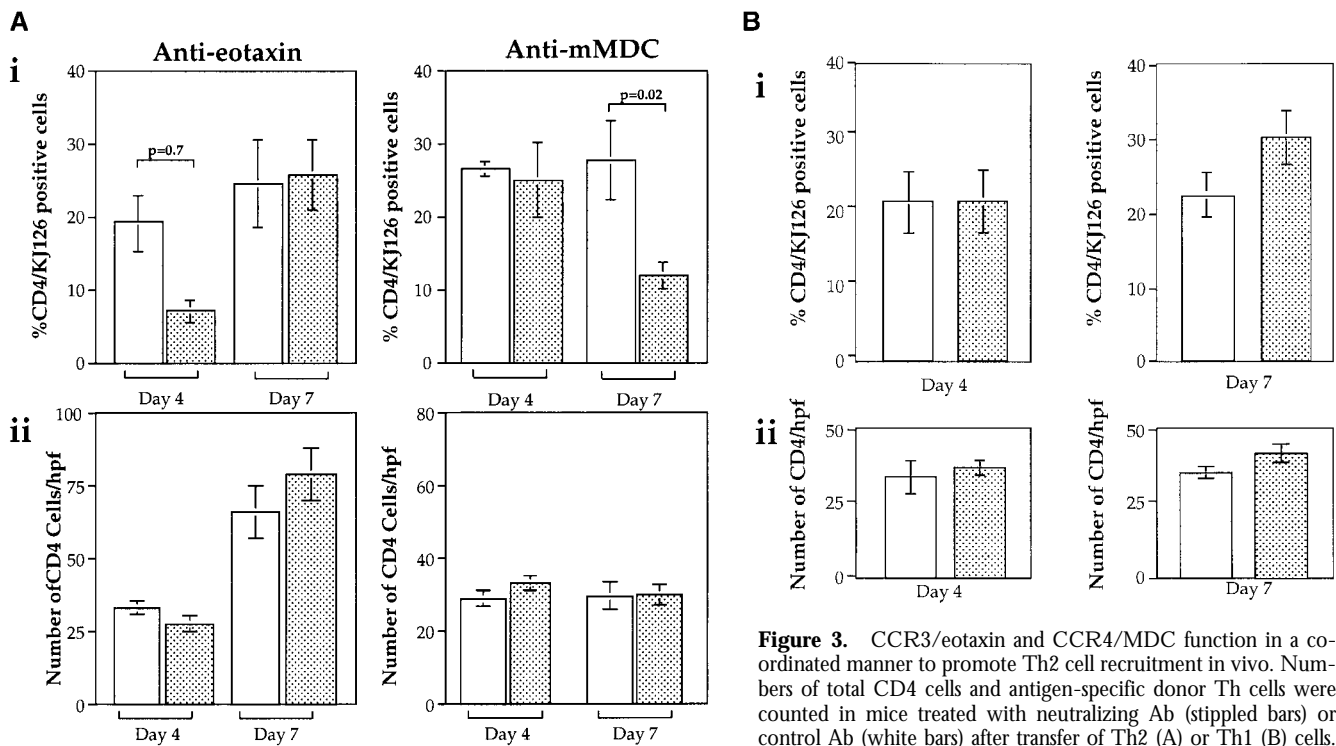 A
Anti-eotaxin
Anti-mMDC
i
%CD4/KJ126 positive cells
40
30
20
10
0
p=0.7
Day 4
Day 7
% CD4/KJ126 positive cells
40
30
20
10
0
p=0.02
Day 4
Day 7
ii
Number ofCD4 Cells/hpf
100
75
50
25
0
Day 4
Day 7
Number of CD4 Cells/hpf
80
60
40
20
0
Day 4
Day 7
B
i
% CD4/KJ126 positive cells
40
30
20
10
0
Day 4
% CD4/KJ126 positive cells
40
30
20
10
0
Day 7
ii
Number of CD4/hpf
50
25
0
Day 4
Number of CD4/hpf
50
25
0
Day 7
Figure 3. CCR3/eotaxin and CCR4/MDC function in a co-
ordinated manner to promote Th2 cell recruitment in vivo. Num-
bers of total CD4 cells and antigen-specific donor Th cells were
counted in mice treated with neutralizing Ab (stippled bars) or
control Ab (white bars) after transfer of Th2 (A) or Th1 (B) cells.